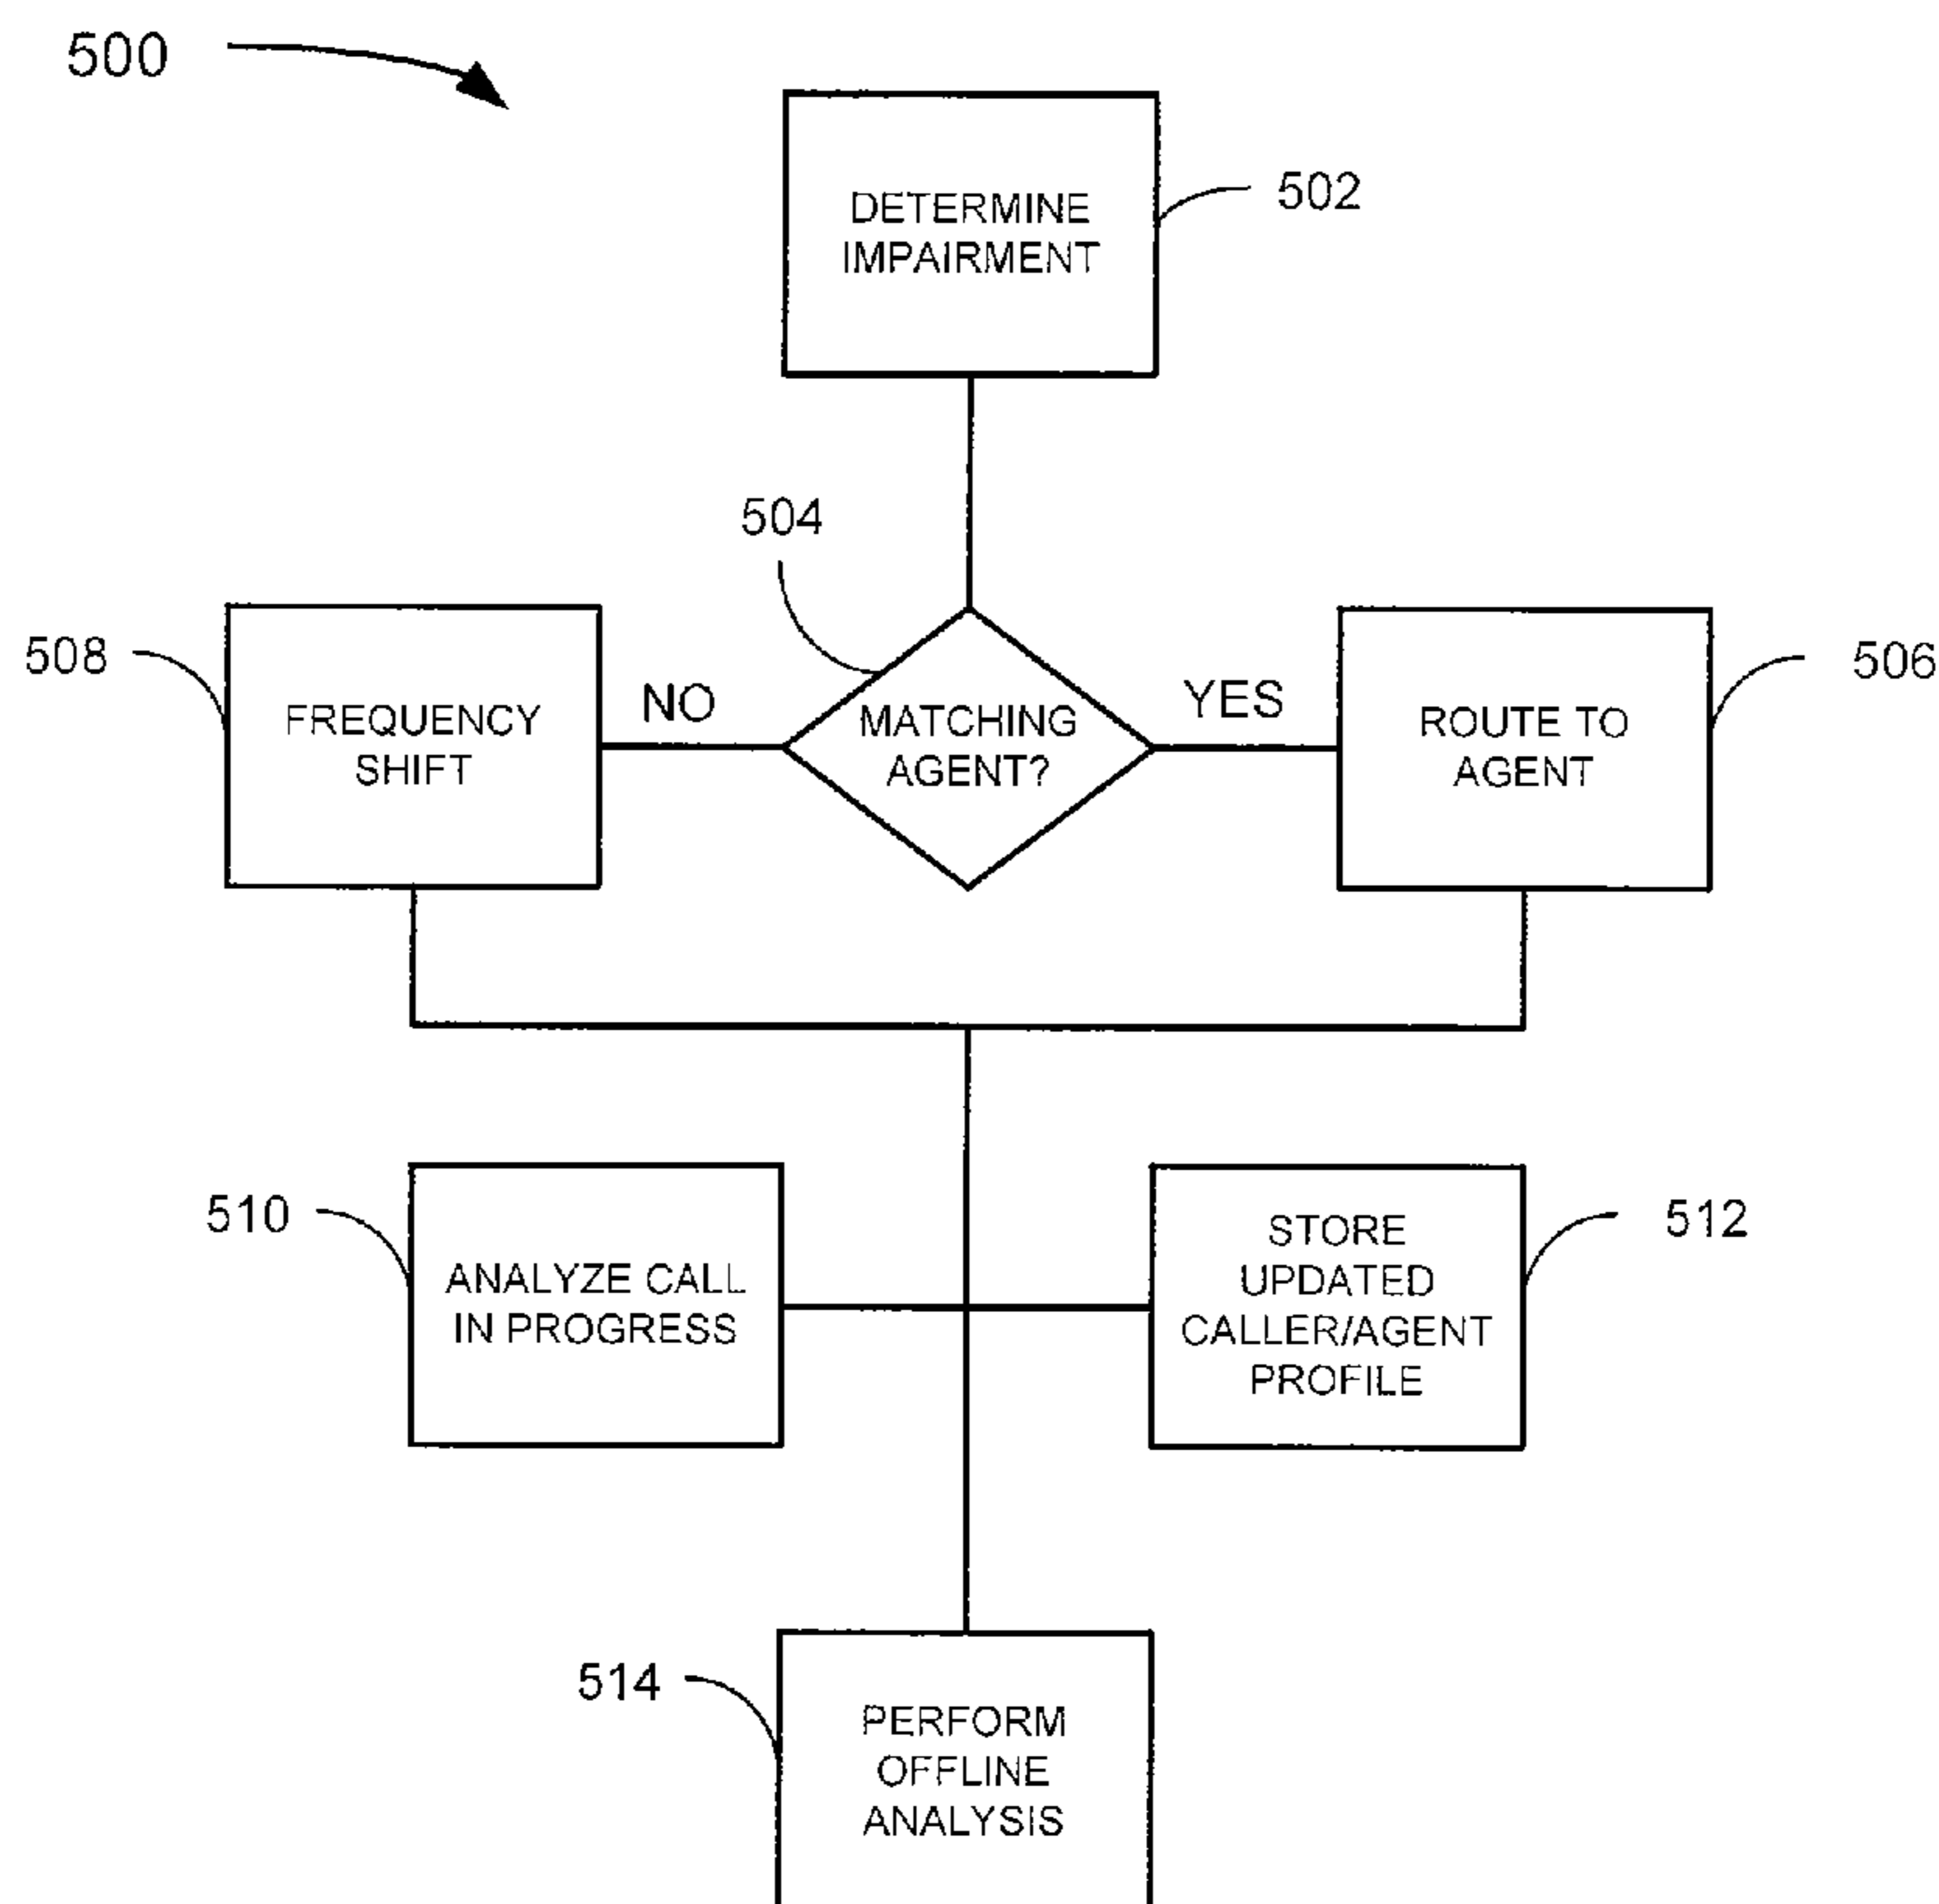 500
DETERMINE
IMPAIRMENT
502
504
508
FREQUENCY
SHIFT
NO
MATCHING
AGENT?
YES
ROUTE TO
AGENT
506
510
ANALYZE CALL
IN PROGRESS
STORE
UPDATED
CALLER/AGENT
PROFILE
512
514
PERFORM
OFFLINE
ANALYSIS